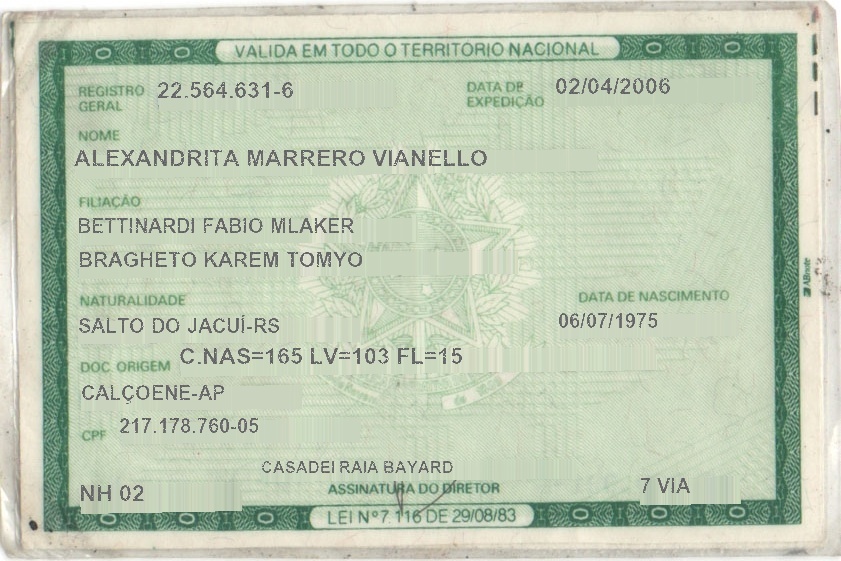 VALIDA EM TODO O TERRITORIO NACIONAL
REGISTRO GERAL 22.564.631-6 DATA DE EXPEDIÇÃO 02/04/2006
NOME
ALEXANDRITA MARRERO VIANELLO
FILIAÇÃO
BETTINARDI FABIO MLAKER
BRAGHETO KAREM TOMYO
NATURALIDADE DATA DE NASCIMENTO
SALTO DO JACUÍ-RS 06/07/1975
DOC. ORIGEM C.NAS=165 LV=103 FL=15
CALÇOENE-AP
CPF 217.178.760-05
CASADEI RAIA BAYARD
NH 02 ASSINATURA DO DIRETOR 7 VIA
LEI Nº 7.116 DE 29/08/83
ABnote